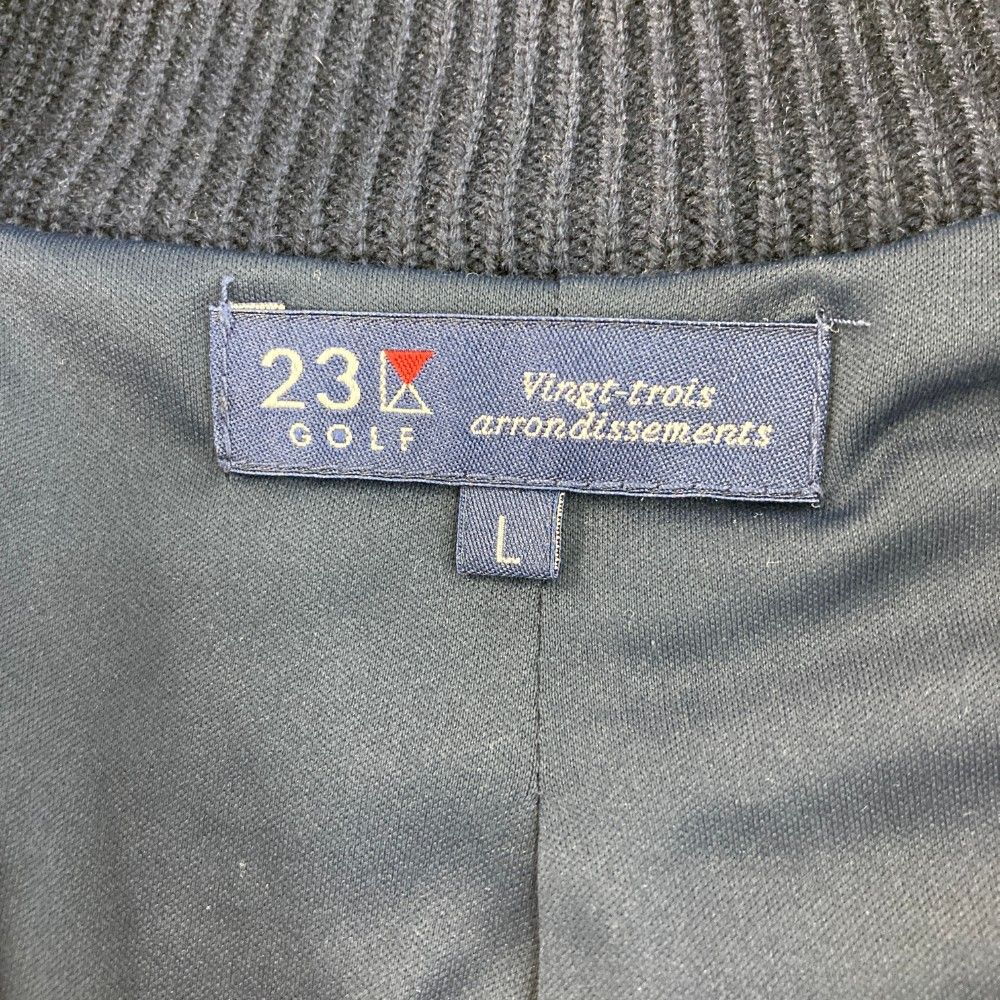 23
GOLF
Vingt-trois
arrondissements
L